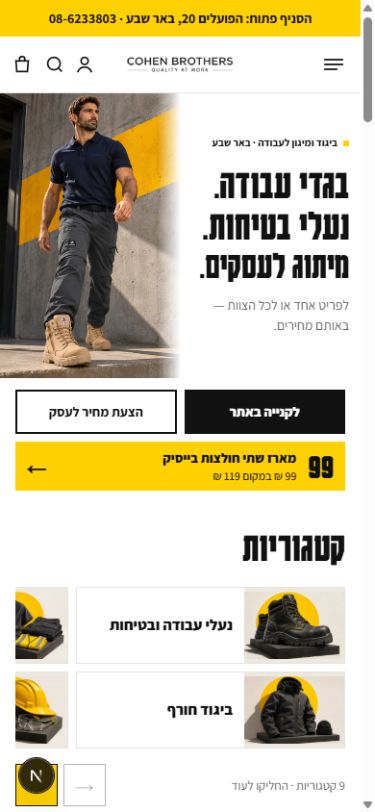 הסניף פתוח: הפועלים 20, באר שבע · 08-6233803
COHEN BROTHERS
QUALITY AT WORK
ביגוד ומיגון לעבודה · באר שבע
בגדי עבודה.
נעלי בטיחות.
מיתוג לעסקים.
לפריט אחד או לכל הצוות —
באותם מחירים.
לקנייה באתר
הצעת מחיר לעסק
99
מארז שתי חולצות בייסיק
99 ₪ במקום 119 ₪
←
קטגוריות
נעלי עבודה ובטיחות
ביגוד חורף
9 קטגוריות · החליקו לעוד
→
N